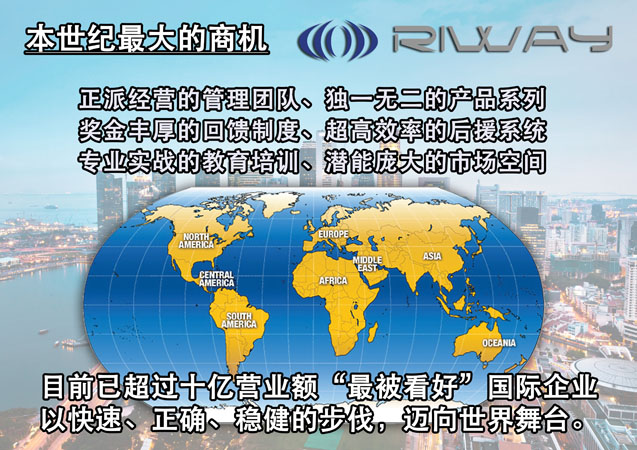 本世纪最大的商机
RIWAY
正派经营的管理团队、独一无二的产品系列
奖金丰厚的回馈制度、超高效率的后援系统
专业实战的教育培训、潜能庞大的市场空间
NORTH
AMERICA
EUROPE
MIDDLE
EAST
ASIA
CENTRAL
AMERICA
AFRICA
SOUTH
AMERICA
OCEANIA
目前已超过十亿营业额“最被看好”国际企业
以快速、正确、稳健的步伐，迈向世界舞台。